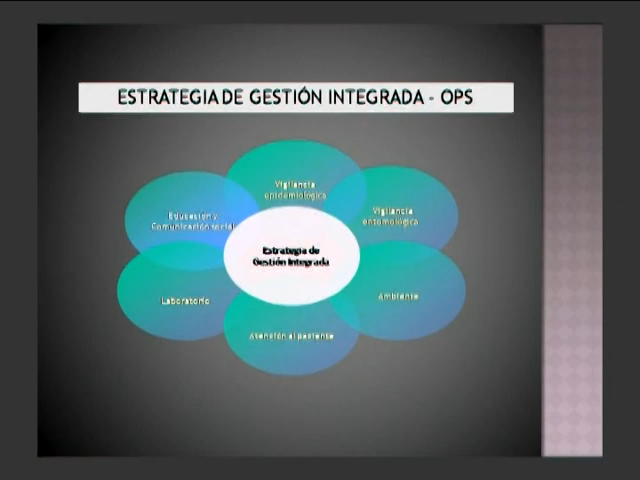 ESTRATEGIA DE GESTIÓN INTEGRADA - OPS
Vigilancia
epidemiológica
Educación y
Comunicación social
Vigilancia
entomológica
Estrategia de
Gestión Integrada
Laboratorio
Ambiente
Atención al paciente